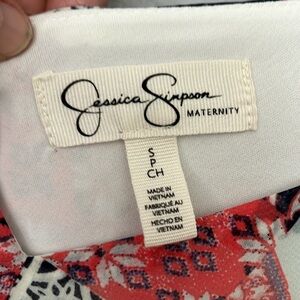 Jessica Simpson
MATERNITY
S
P
CH
MADE IN
VIETNAM
FABRIQUÉ AU
VIETNAM
HECHO EN
VIETNAM